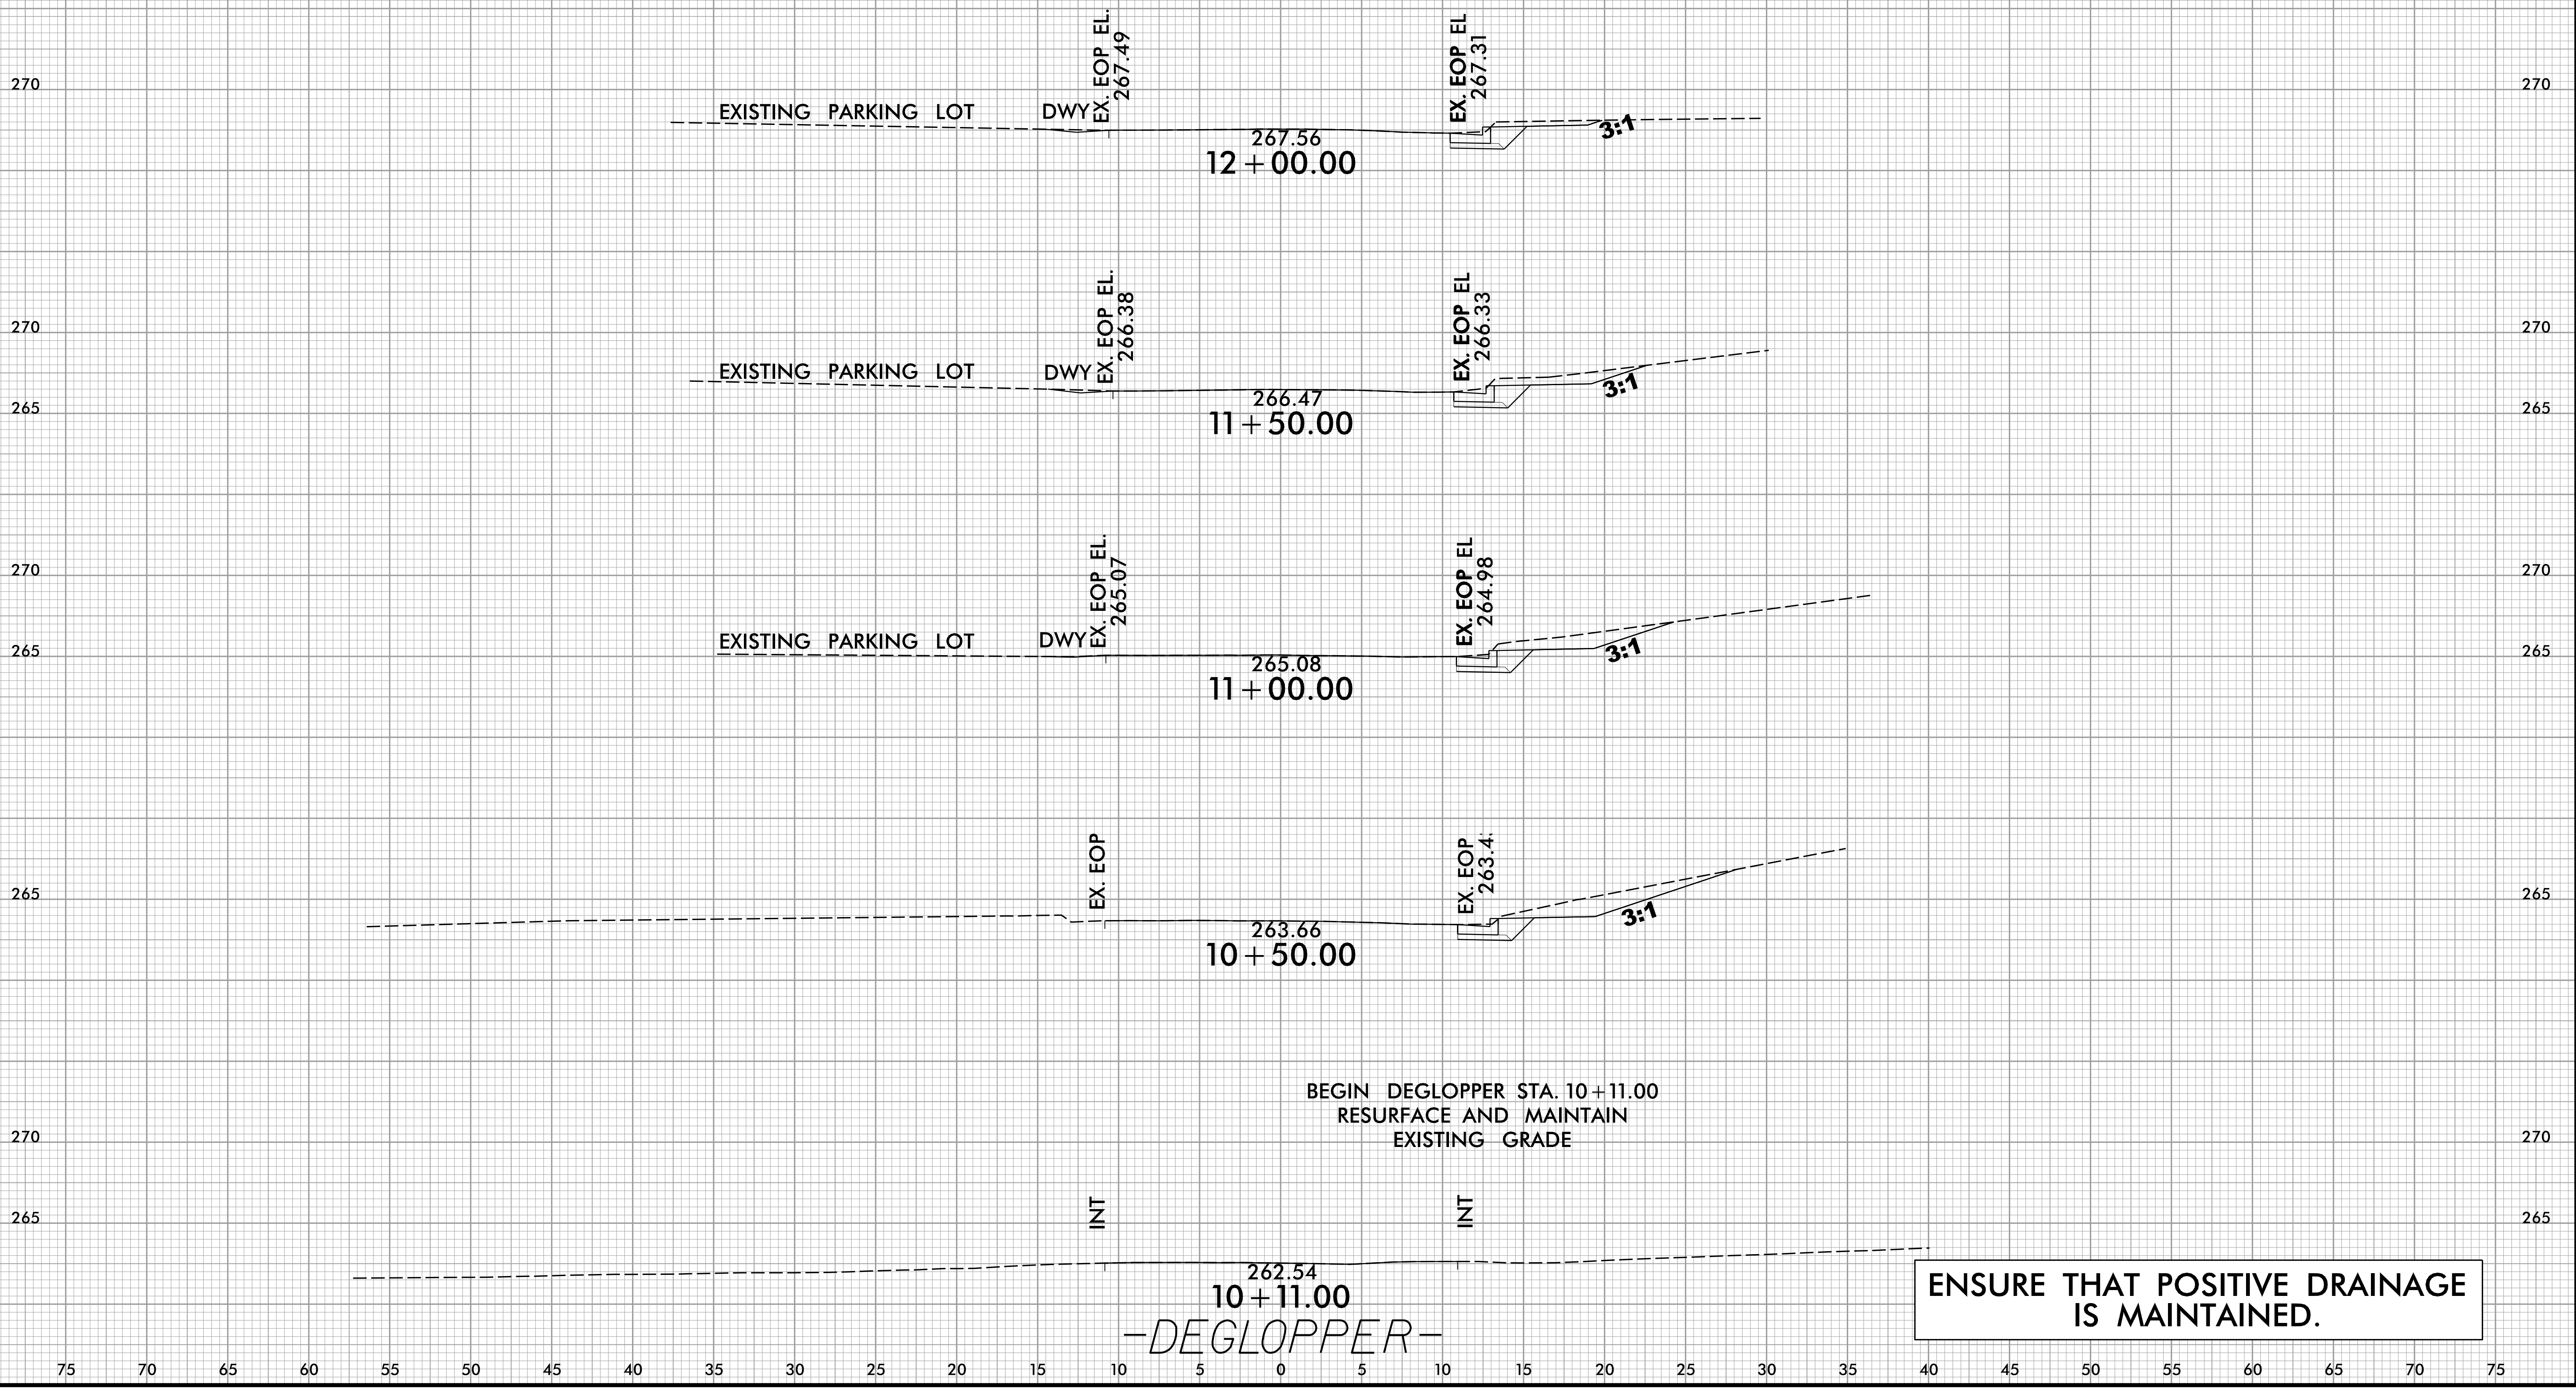 EX. EOP EL.
267.49
EX. EOP EL
267.31
270
270
EXISTING PARKING LOT
DWY
3:1
267.56
12+00.00
EX. EOP EL.
266.38
EX. EOP EL
266.33
270
270
EXISTING PARKING LOT
DWY
3:1
266.47
265
265
11+50.00
EX. EOP EL.
265.07
EX. EOP EL
264.98
270
270
EXISTING PARKING LOT
DWY
3:1
265
265
265.08
11+00.00
EX. EOP
EX. EOP
263.4
265
265
3:1
263.66
10+50.00
BEGIN DEGLOPPER STA. 10+11.00
RESURFACE AND MAINTAIN
EXISTING GRADE
270
270
INT
INT
265
265
262.54
10+11.00
-DEGLOPPER-
ENSURE THAT POSITIVE DRAINAGE
IS MAINTAINED.
75 70 65 60 55 50 45 40 35 30 25 20 15 10 5 0 5 10 15 20 25 30 35 40 45 50 55 60 65 70 75